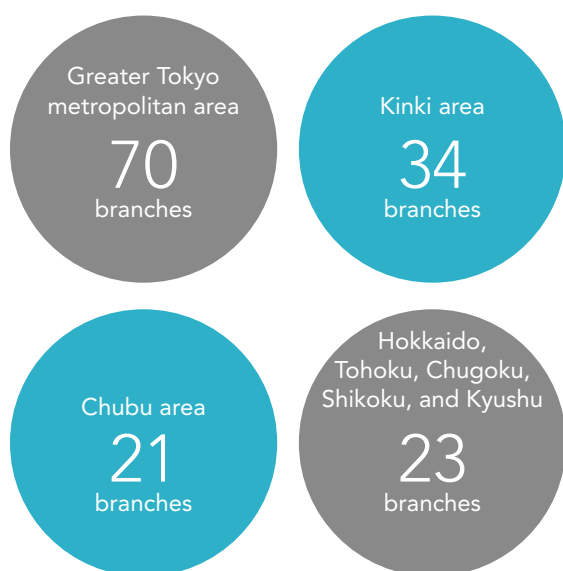 Greater Tokyo
metropolitan area
70
branches
Kinki area
34
branches
Chubu area
21
branches
Hokkaido,
Tohoku, Chugoku,
Shikoku, and Kyushu
23
branches